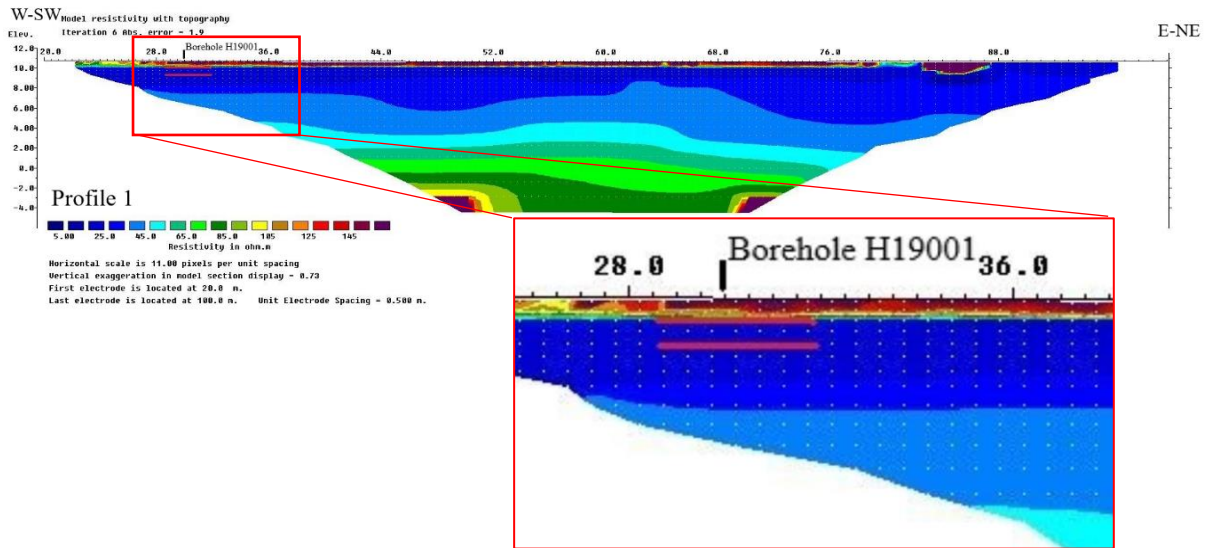 W-SW
Model resistivity with topography
E-NE
Iteration 6 Abs. error = 1.9
Elev.
20.0 28.0 Borehole H19001 36.0 44.0 52.0 60.0 68.0 76.0 88.0
12.0
10.0
8.00
6.00
4.00
2.00
0.0
-2.0
-4.0
Profile 1
5.00 25.0 45.0 65.0 85.0 105 125 145
Resistivity in ohm.m
Horizontal scale is 11.00 pixels per unit spacing
Vertical exaggeration in model section display = 0.73
First electrode is located at 20.0 m.
Last electrode is located at 100.0 m. Unit Electrode Spacing = 0.500 m.
Borehole H19001
28.0 36.0